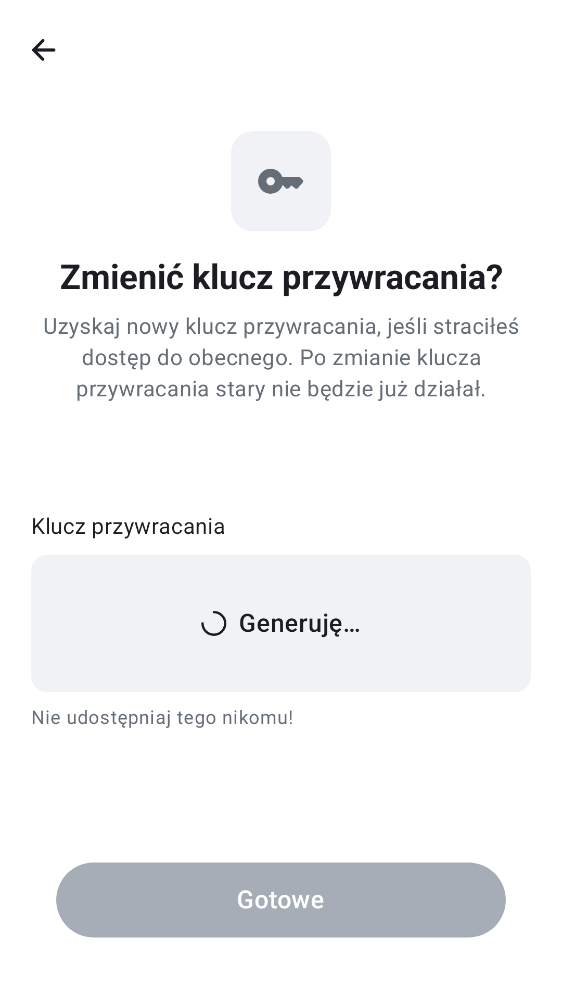 Zmienić klucz przywracania?
Uzyskaj nowy klucz przywracania, jeśli straciłeś
dostęp do obecnego. Po zmianie klucza
przywracania stary nie będzie już działał.
Klucz przywracania
Generuję…
Nie udostępniaj tego nikomu!
Gotowe